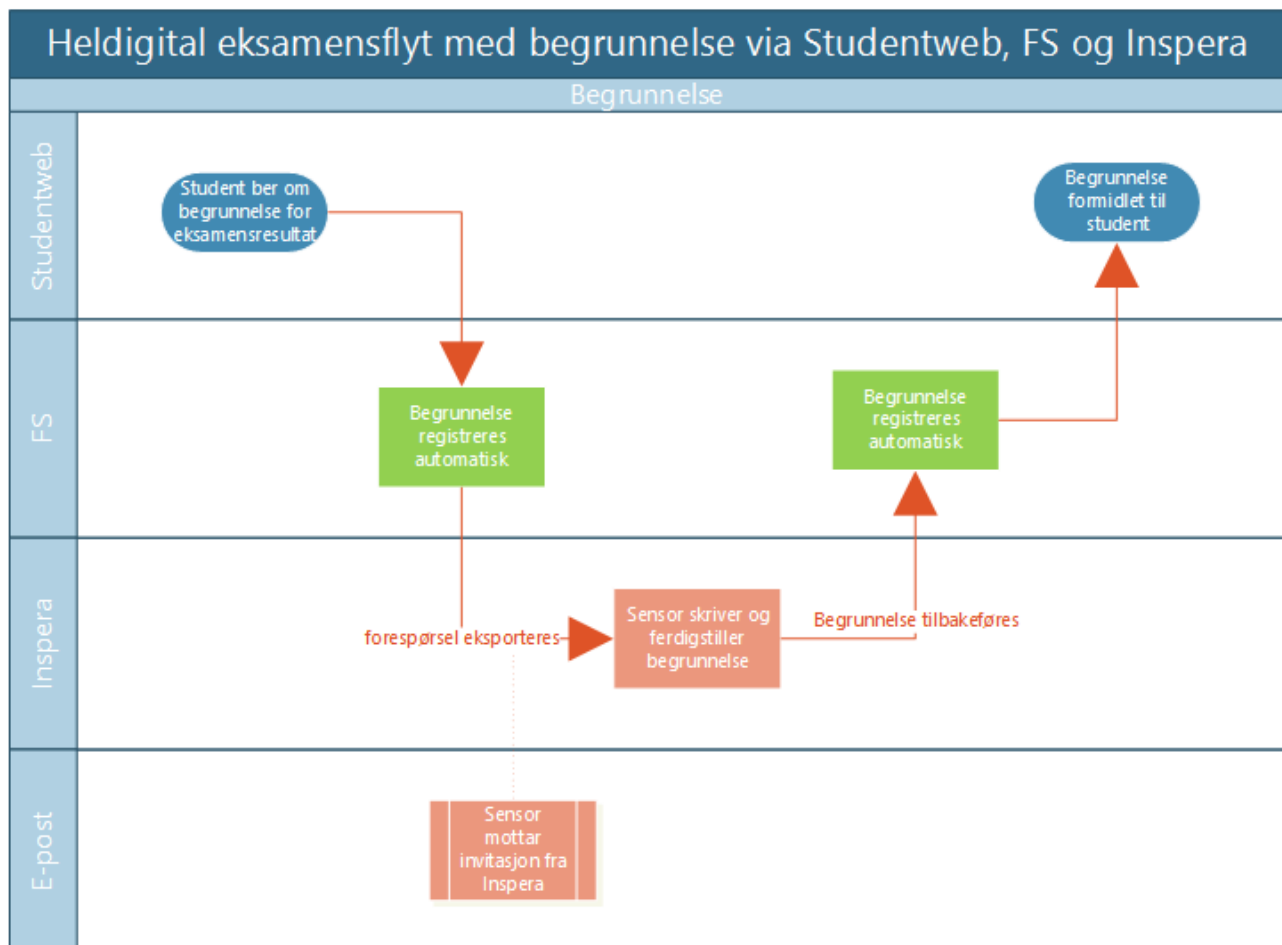 Heldigital eksamensflyt med begrunnelse via Studentweb, FS og Inspera
Begrunnelse
Studentweb
Student ber om
begrunnelse for
eksamensresultat
Begrunnelse
formidlet til
student
FS
Begrunnelse
registreres
automatisk
Begrunnelse
registreres
automatisk
Inspera
forespørsel eksporteres
Sensor skriver og
ferdigstiller
begrunnelse
Begrunnelse tilbakeføres
E-post
Sensor
mottar
invitasjon fra
Inspera